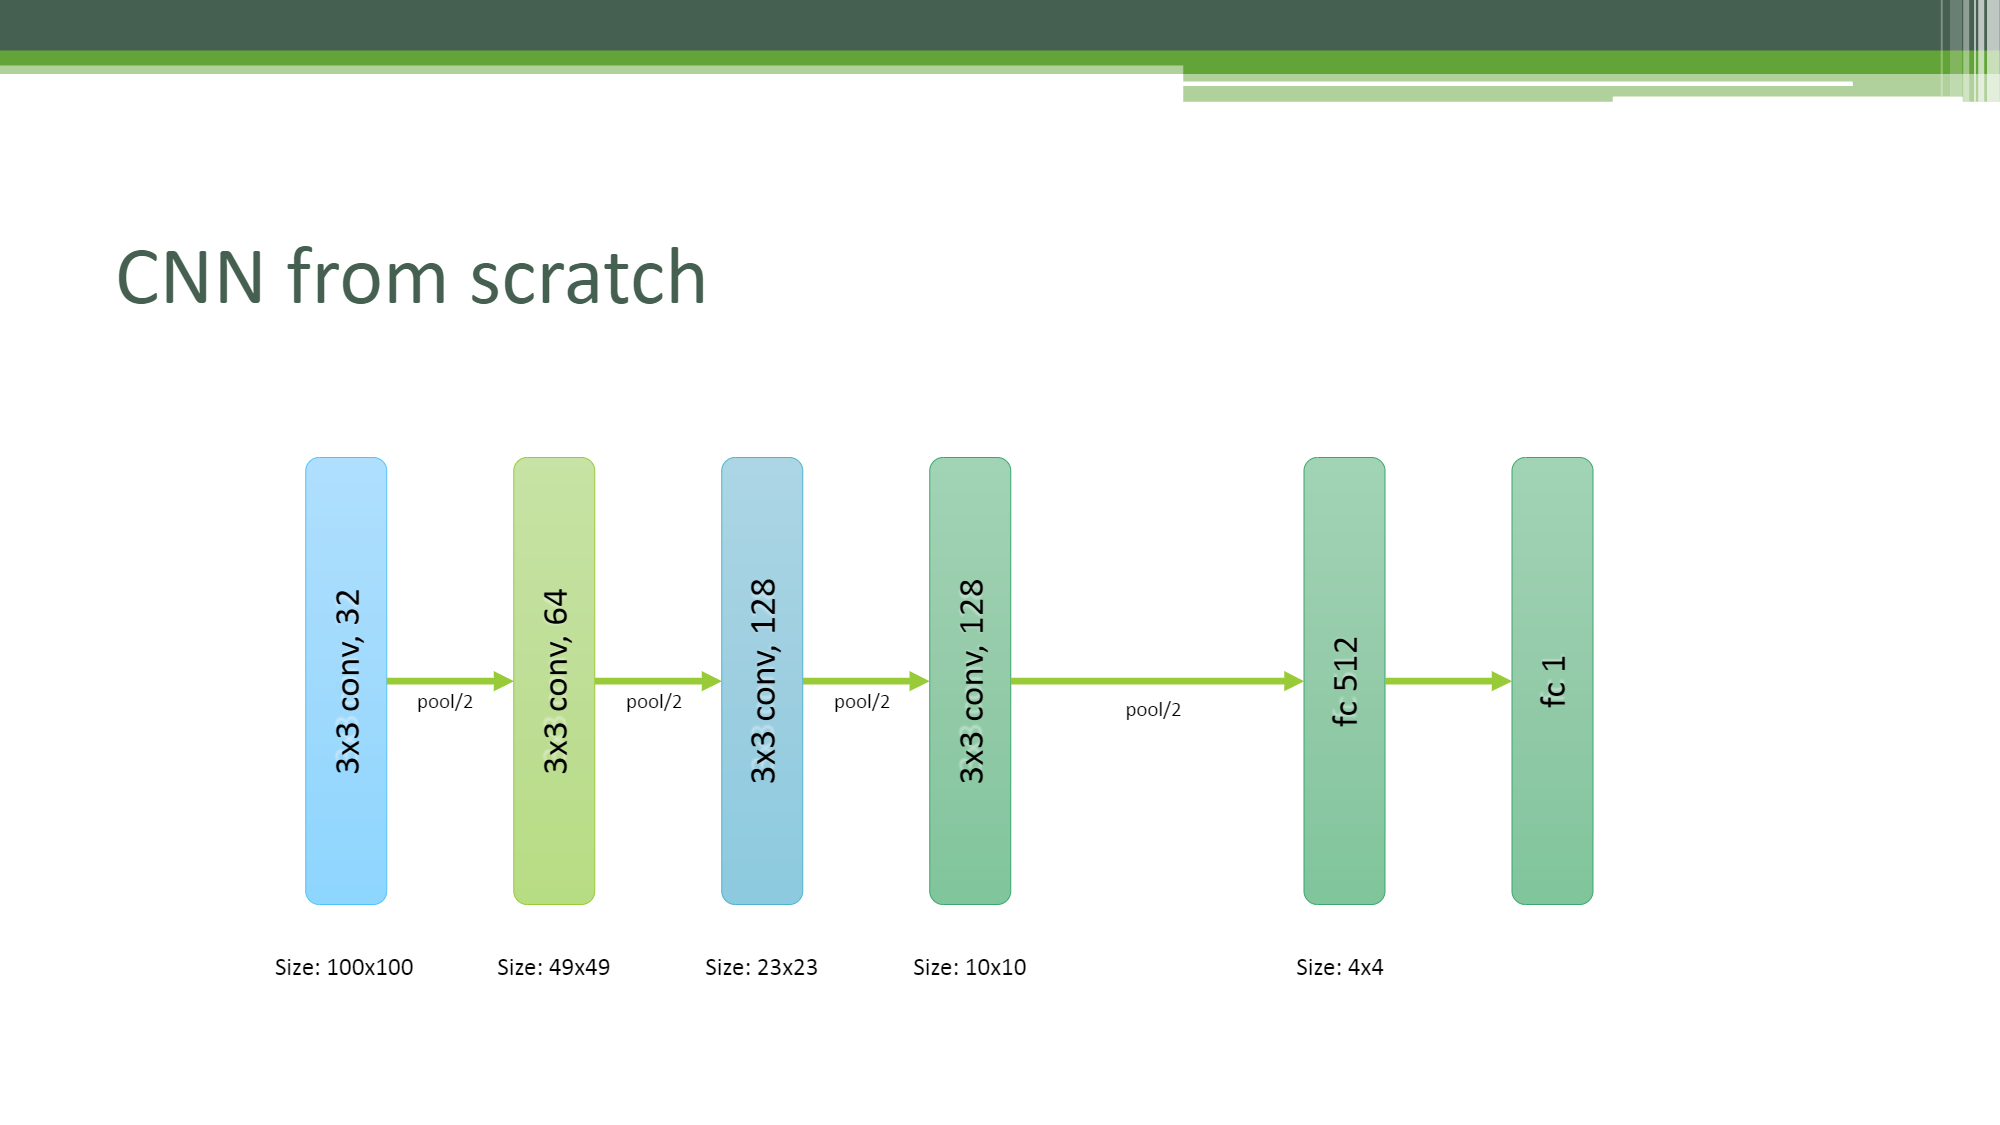 CNN from scratch
3x3 conv, 32
pool/2
3x3 conv, 64
pool/2
3x3 conv, 128
pool/2
3x3 conv, 128
pool/2
fc 512
fc 1
Size: 100x100
Size: 49x49
Size: 23x23
Size: 10x10
Size: 4x4